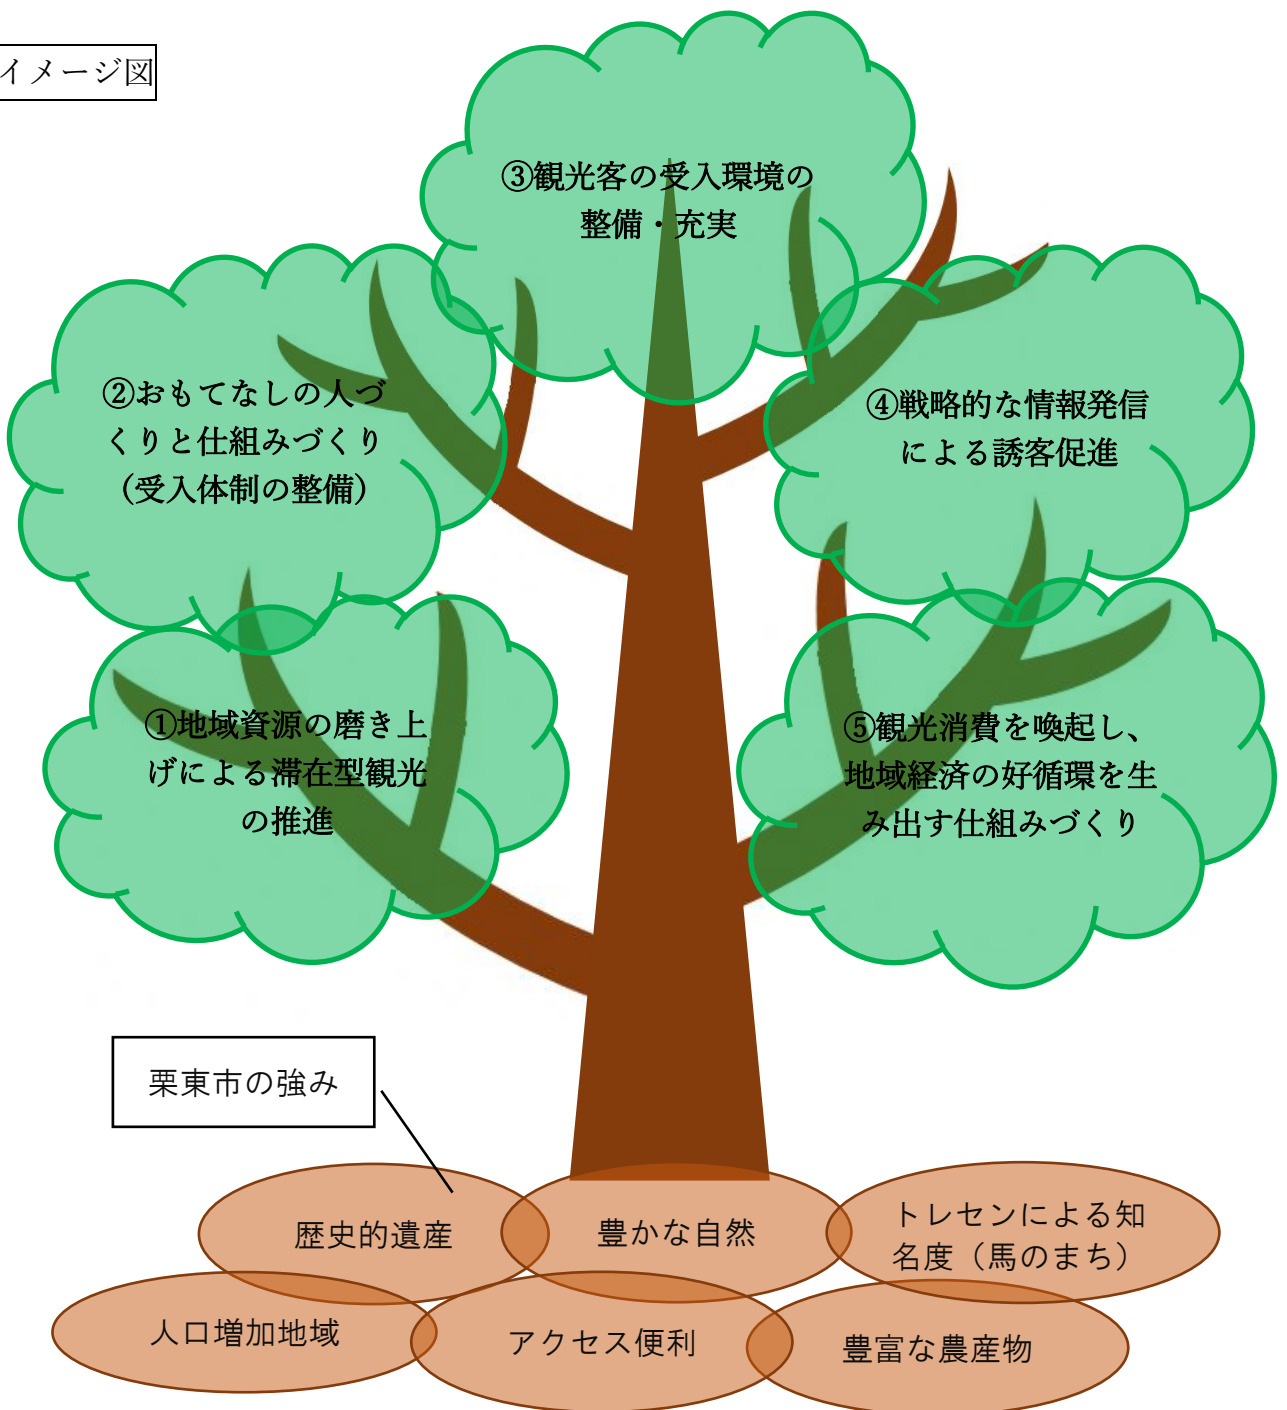 イメージ図
③観光客の受入環境の
整備・充実
②おもてなしの人づ
くりと仕組みづくり
（受入体制の整備）
④戦略的な情報発信
による誘客促進
①地域資源の磨き上
げによる滞在型観光
の推進
⑤観光消費を喚起し、
地域経済の好循環を生
み出す仕組みづくり
栗東市の強み
歴史的遺産
豊かな自然
トレセンによる知
名度（馬のまち）
人口増加地域
アクセス便利
豊富な農産物